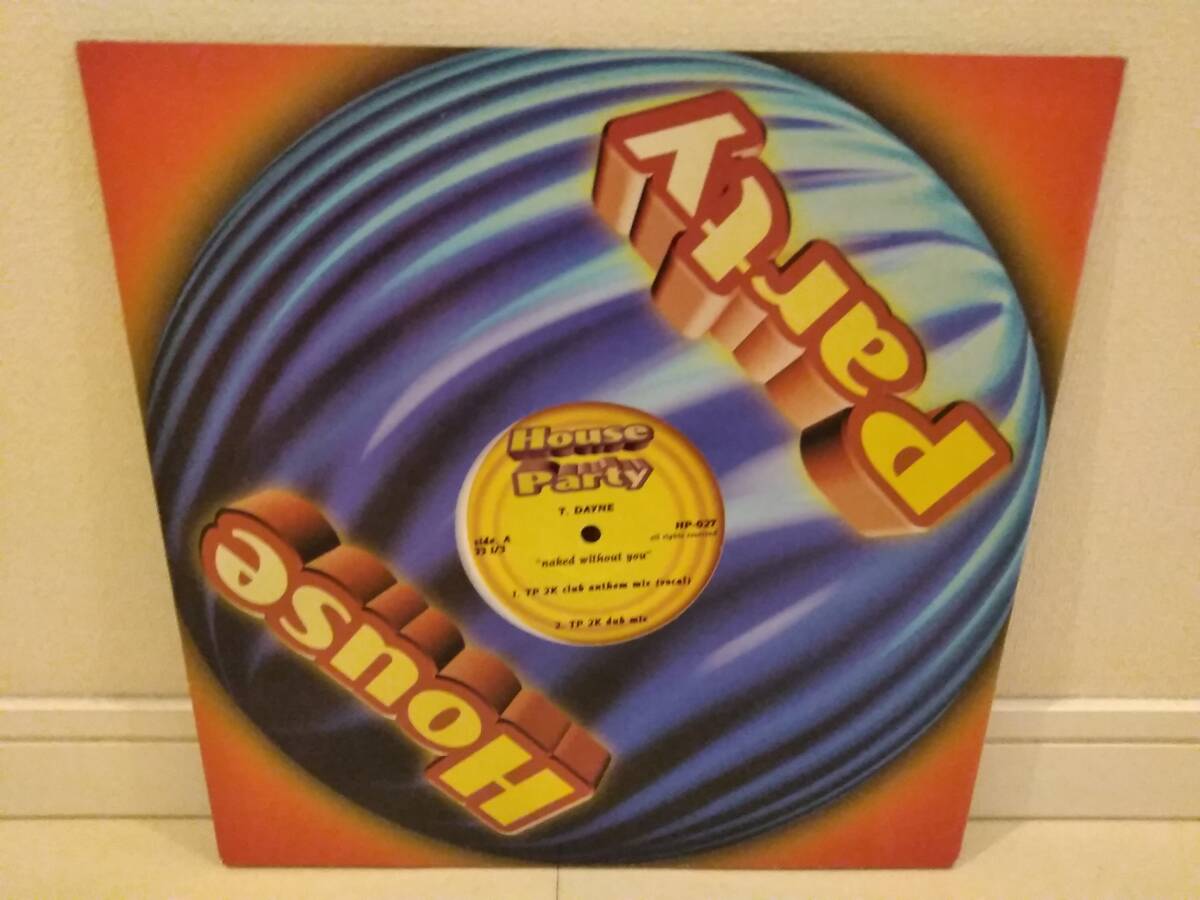 House
Party
House
Party
T. DAYNE
HP-027
all rights reserved
side. A
33 1/3
"naked without you"
1. TP 2K club anthem mix (vocal)
2. TP 2K dub mix